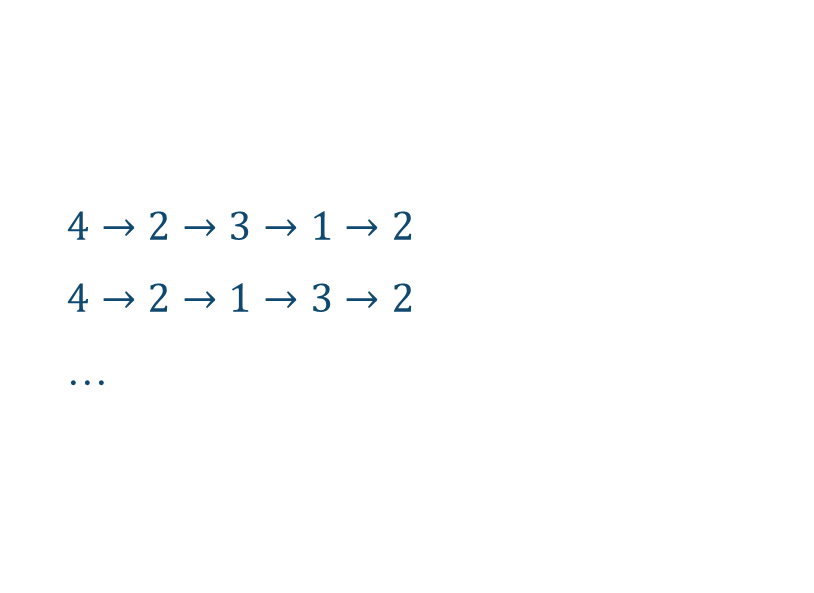 4 → 2 → 3 → 1 → 2
4 → 2 → 1 → 3 → 2
…